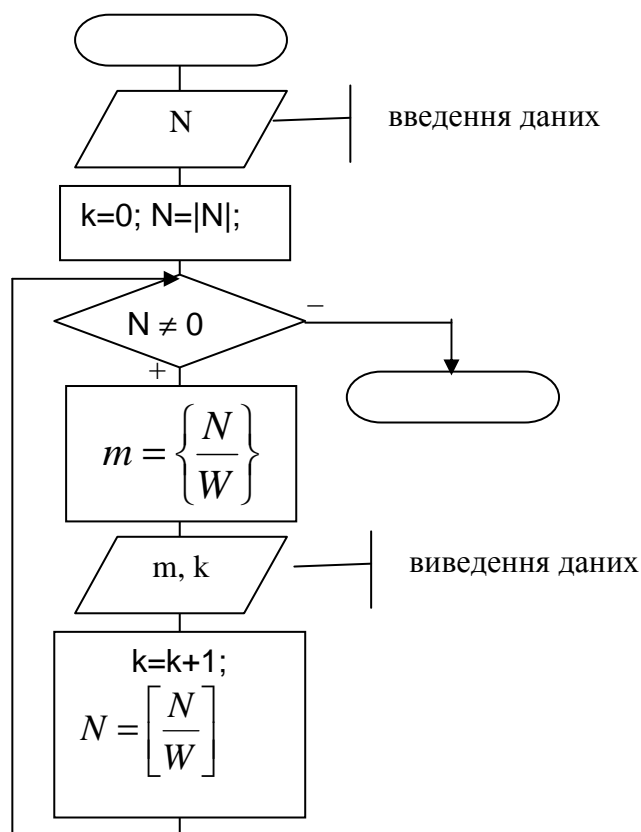 N
введення даних
k=0; N=|N|;
N ≠ 0
–
+
m = {N/W}
m, k
виведення даних
k=k+1;
N = [N/W]